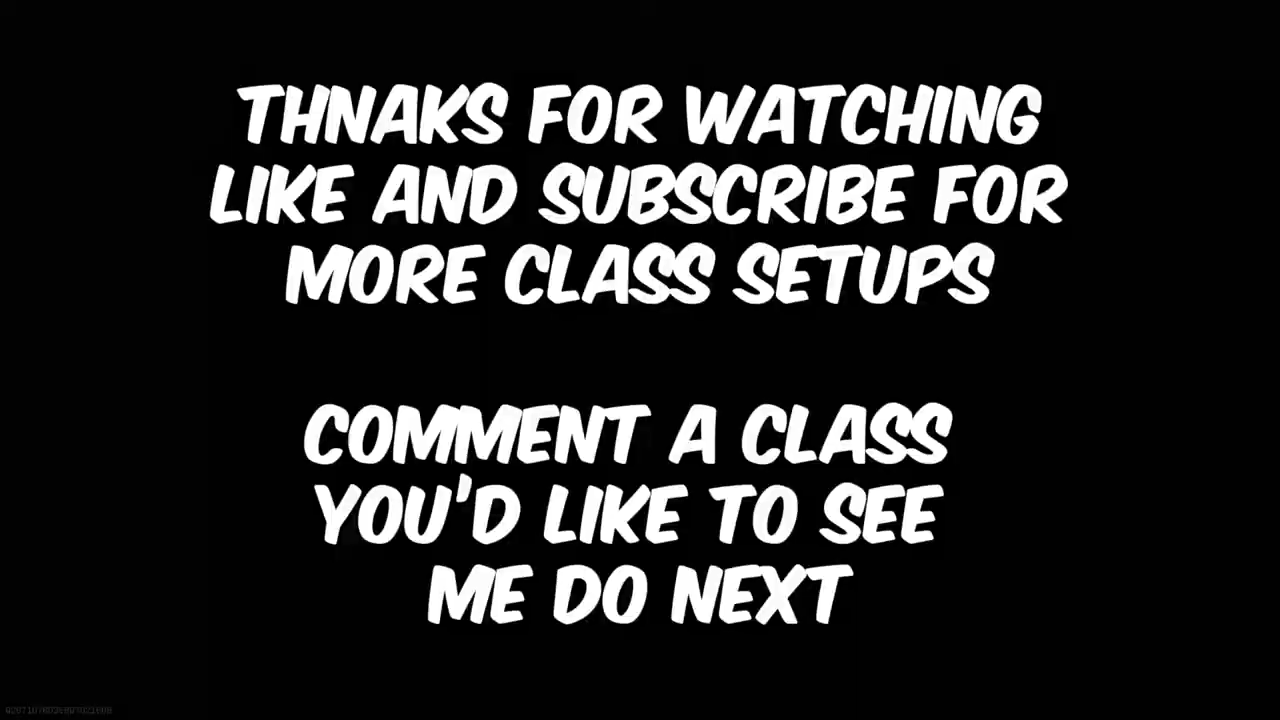 THNAKS FOR WATCHING
LIKE AND SUBSCRIBE FOR
MORE CLASS SETUPS
COMMENT A CLASS
YOU'D LIKE TO SEE
ME DO NEXT